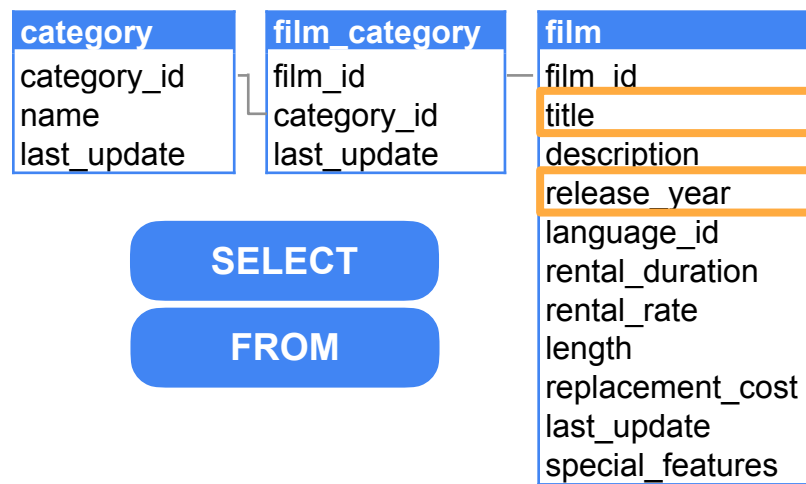 category
category_id
name
last_update
film_category
film_id
category_id
last_update
film
film_id
title
description
release_year
language_id
rental_duration
rental_rate
length
replacement_cost
last_update
special_features
SELECT
FROM